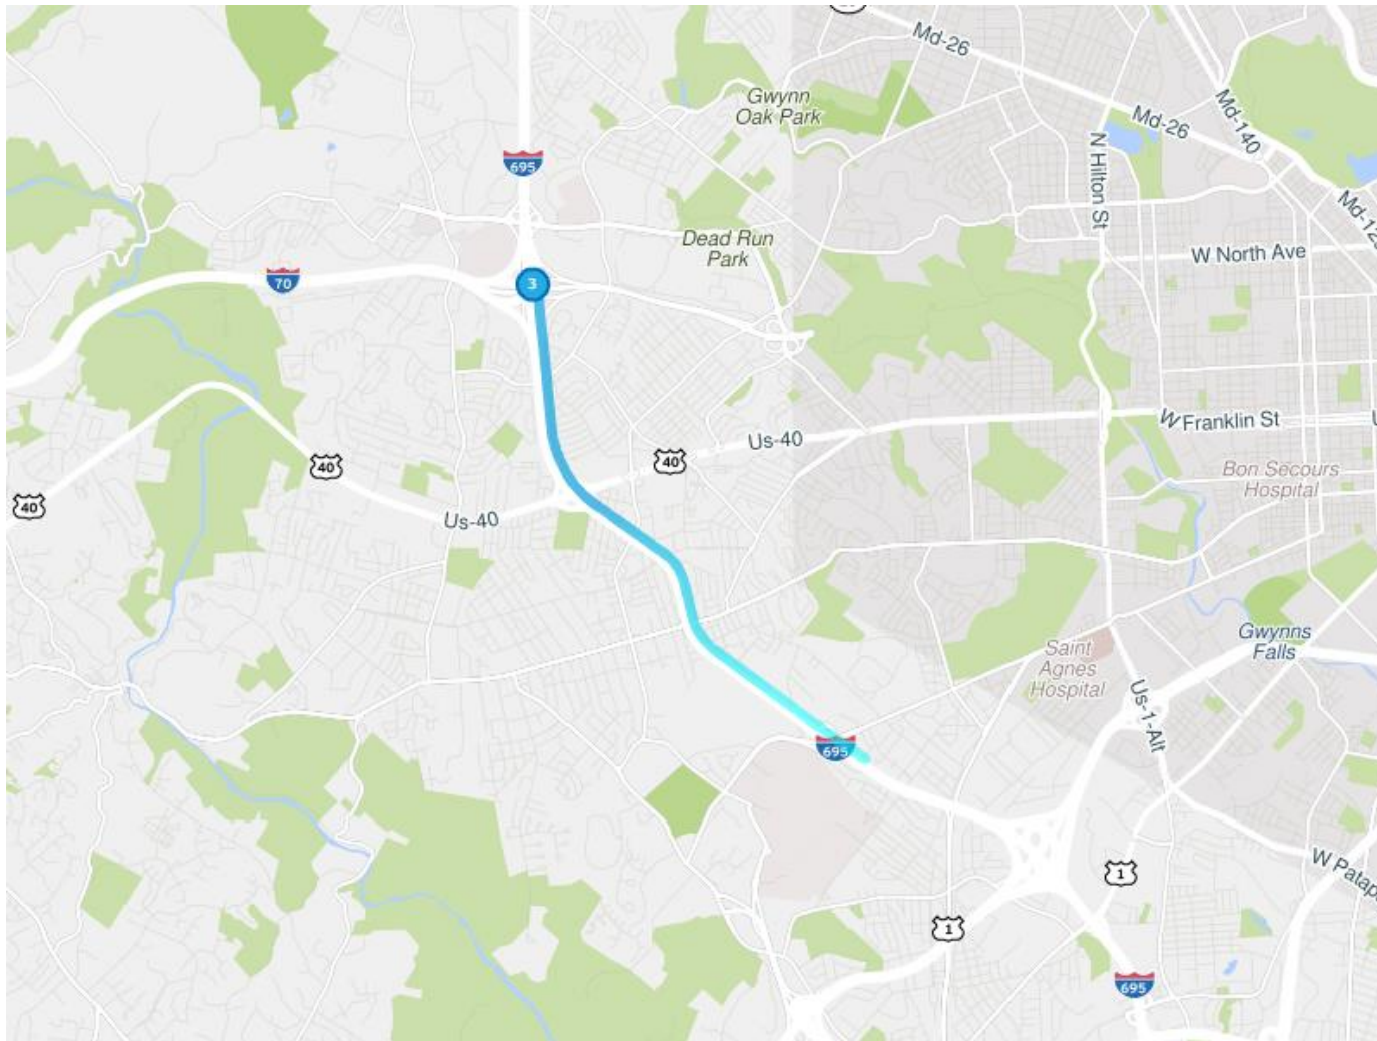 Md-26
Gwynn
Oak Park
Md-26
Md-140
N Hilton St
695
Md-12
Dead Run
Park
W North Ave
70
3
Us-40
W Franklin St
40
40
40
Us-40
Bon Secours
Hospital
Gwynns
Falls
Saint
Agnes
Hospital
Us-1-Alt
695
W Patap
1
1
695